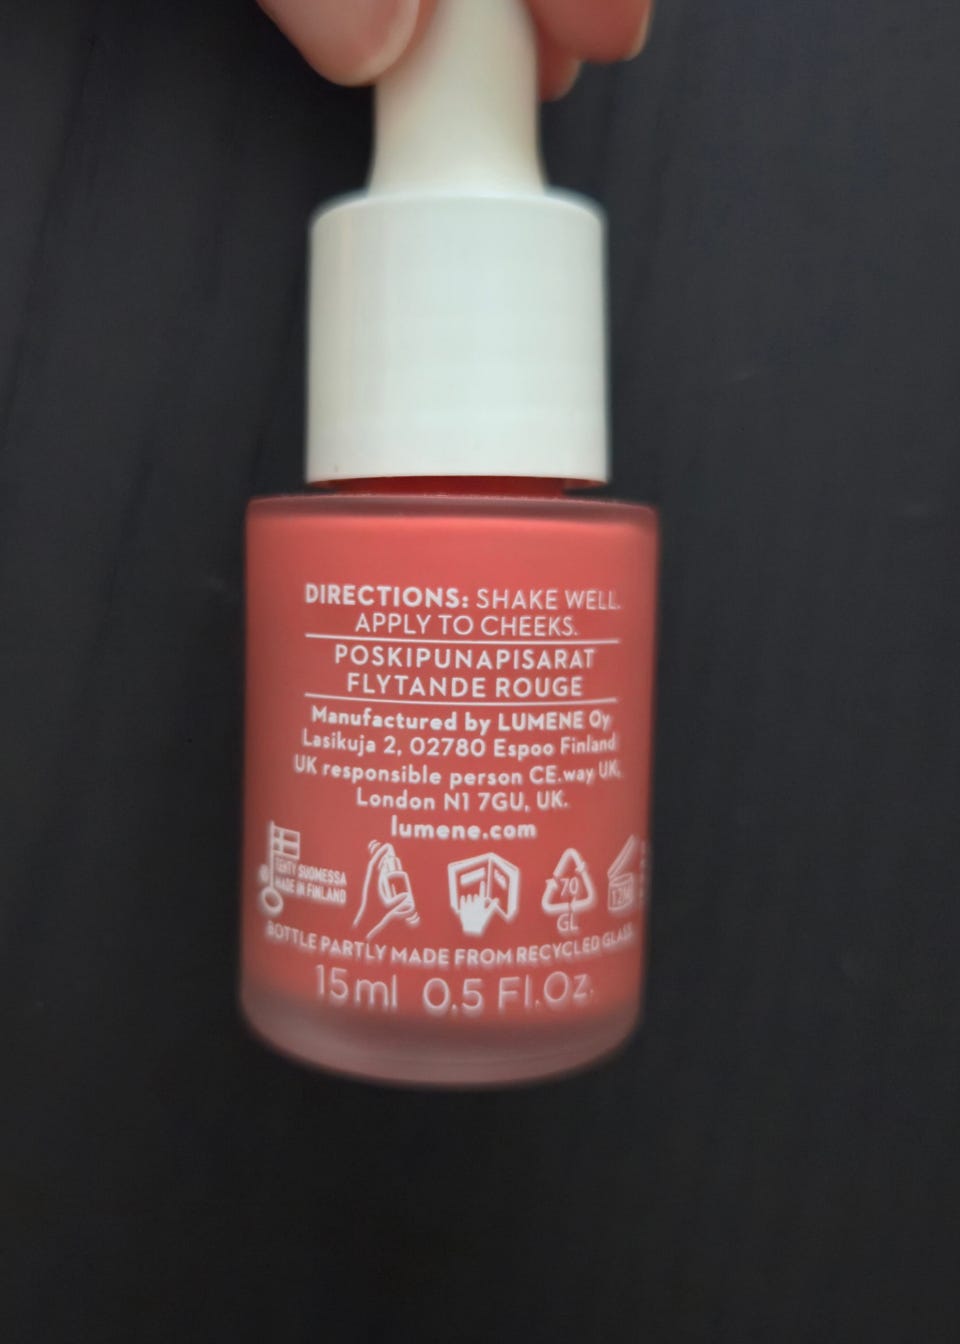 DIRECTIONS: SHAKE WELL.
APPLY TO CHEEKS.
POSKIPUNAPISARAT
FLYTANDE ROUGE
Manufactured by LUMENE Oy
Lasikuja 2, 02780 Espoo Finland
UK responsible person CE.way UK,
London N1 7GU, UK.
lumene.com
TEHTY SUOMESSA
MADE IN FINLAND
70
GL
12M
BOTTLE PARTLY MADE FROM RECYCLED GLASS
15ml 0.5 Fl.Oz.